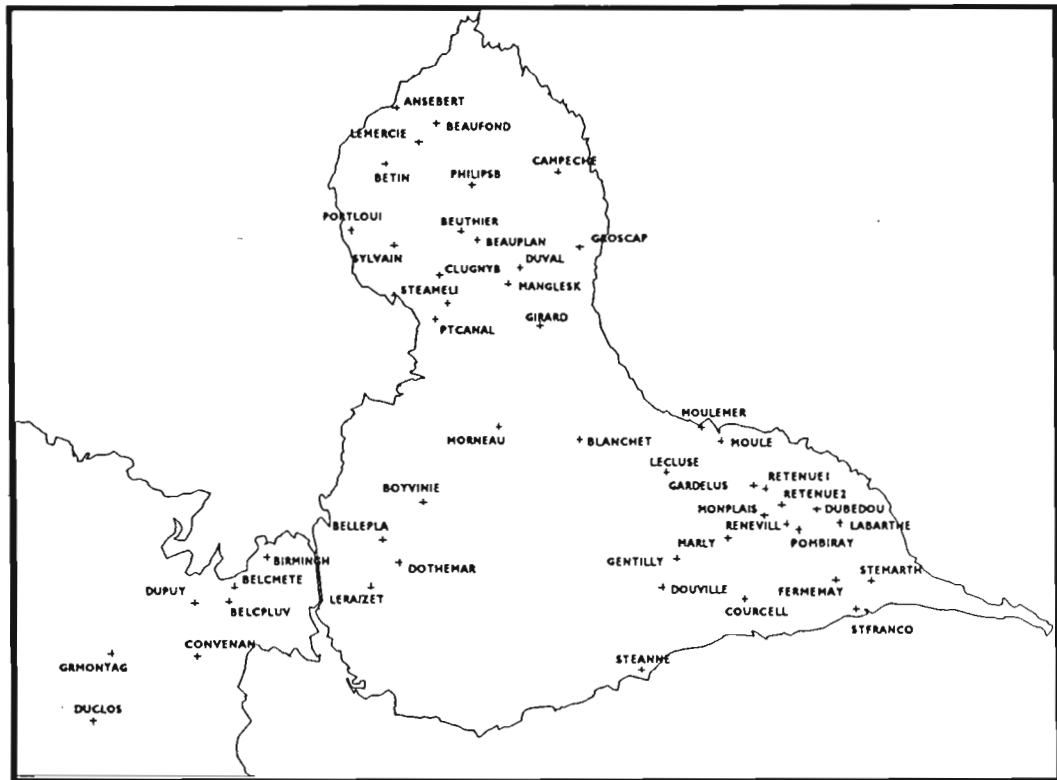 ANSEBERT
BEAUFOND
LEMERCIE
CAMPECHE
BETIN
PHILIPSB
PORTLOUI
BEUTHIER
BEAUPLAN
GROSCAP
SYLVAIN
DUVAL
CLUGNYB
STEAMELI
MANGLESK
GIRARD
PTCANAL
MOULEMER
MORNEAU
BLANCHET
MOULE
LECLUSE
RETENUE1
GARDELUS
BOYVINIE
RETENUE2
MONPLAIS
DUBEDOU
BELLEPLA
RENEVILL
LABARTHE
MARLY
POMBIRAY
BIRMINGH
DOTHEMAR
GENTILLY
STEMARTH
BELCMETE
DUPUY
LERAIZET
DOUVILLE
FERMEMAY
BELCPLUV
COURCELL
STFRANCO
CONVENAN
STEANNE
GRMONTAG
DUCLOS